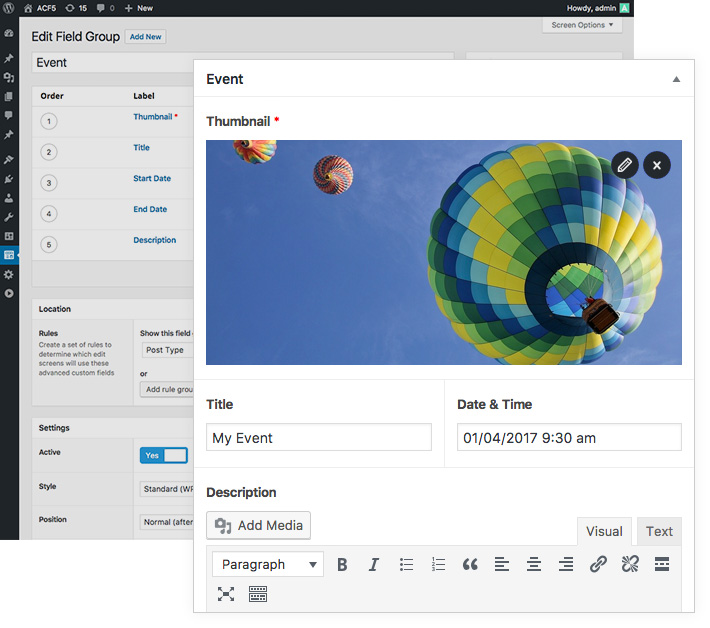 ACF5 15 0 New Howdy, admin
Screen Options
Edit Field Group Add New
Event
Order Label
1 Thumbnail *
2 Title
3 Start Date
4 End Date
5 Description
Location
Rules
Create a set of rules to
determine which edit
screens will use these
advanced custom fields
Show this field
Post Type
or
Add rule grou
Settings
Active Yes
Style Standard (WP
Position Normal (after
Event
Thumbnail *
Title Date & Time
My Event 01/04/2017 9:30 am
Description
Add Media Visual Text
Paragraph B I